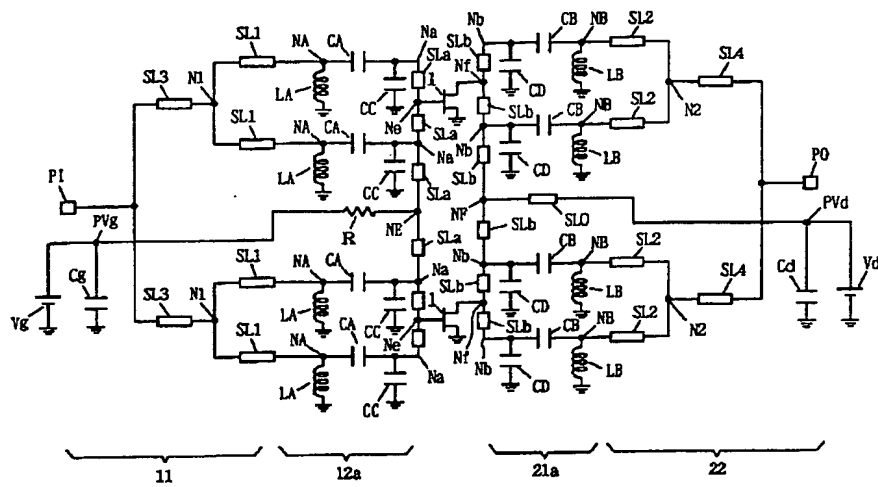 Na Nb CB NB SL2
SL1 NA CA SLa SLb Nf SL4
SL3 N1 LA CC 1 CD LB
SL1 NA CA Ne SLa SLb CB NB SL2 N2
Na Nb
PI LA CC SLa SLb CD LB PO
PVg NE NF PVd
R SLO
Cg SLa SLb
SL1 NA CA Na Nb CB NB SL2 Cd Vd
Vg SL3 N1 SLb SL4
LA CC 1 CD LB
SL1 NA CA Ne SLb CB NB SL2 N2
Nf
LA CC Na Nb CD LB
11 12a 21a 22